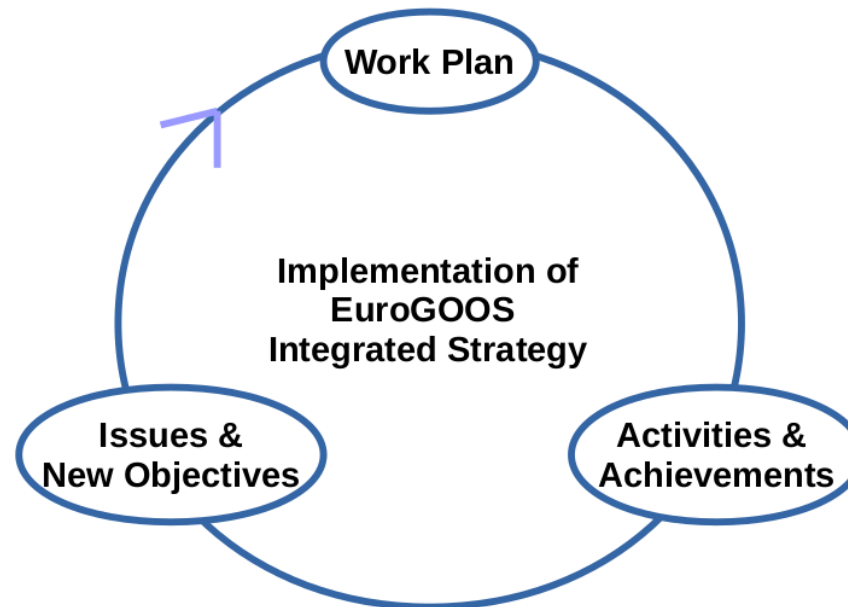 Work Plan
Implementation of
EuroGOOS
Integrated Strategy
Issues &
New Objectives
Activities &
Achievements